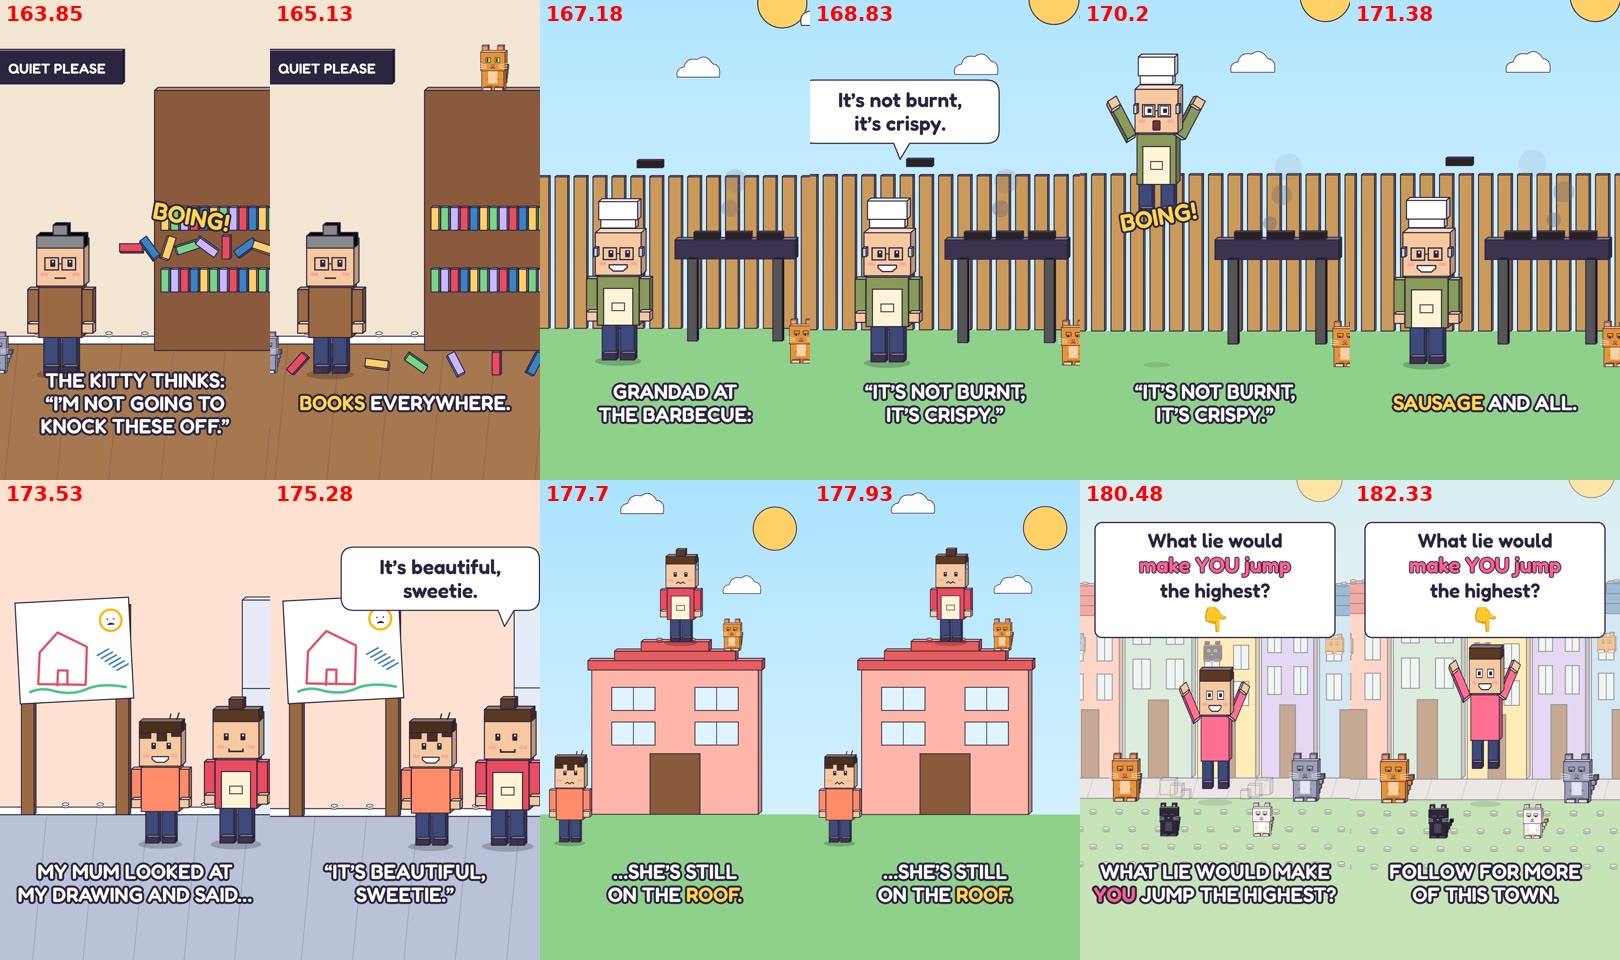 163.85
QUIET PLEASE
BOING!
THE KITTY THINKS:
“I’M NOT GOING TO
KNOCK THESE OFF.”
165.13
QUIET PLEASE
BOOKS EVERYWHERE.
167.18
GRANDAD AT
THE BARBECUE:
168.83
It’s not burnt,
it’s crispy.
“IT’S NOT BURNT,
IT’S CRISPY.”
170.2
BOING!
“IT’S NOT BURNT,
IT’S CRISPY.”
171.38
SAUSAGE AND ALL.
173.53
MY MUM LOOKED AT
MY DRAWING AND SAID...
175.28
It’s beautiful,
sweetie.
“IT’S BEAUTIFUL,
SWEETIE.”
177.7
...SHE’S STILL
ON THE ROOF.
177.93
...SHE’S STILL
ON THE ROOF.
180.48
What lie would
make YOU jump
the highest?
WHAT LIE WOULD MAKE
YOU JUMP THE HIGHEST?
182.33
What lie would
make YOU jump
the highest?
FOLLOW FOR MORE
OF THIS TOWN.